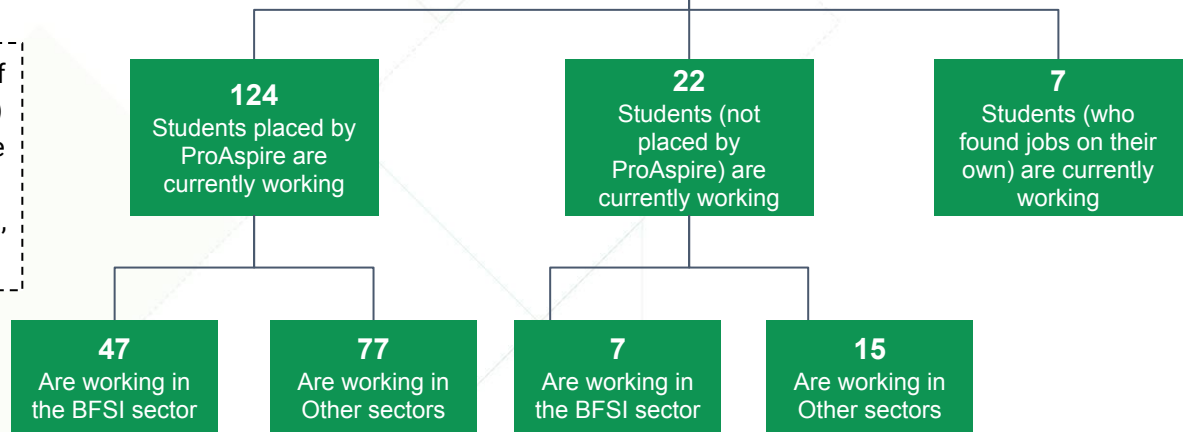 f
)
e
,
124
Students placed by
ProAspire are
currently working
22
Students (not
placed by
ProAspire) are
currently working
7
Students (who
found jobs on their
own) are currently
working
47
Are working in
the BFSI sector
77
Are working in
Other sectors
7
Are working in
the BFSI sector
15
Are working in
Other sectors